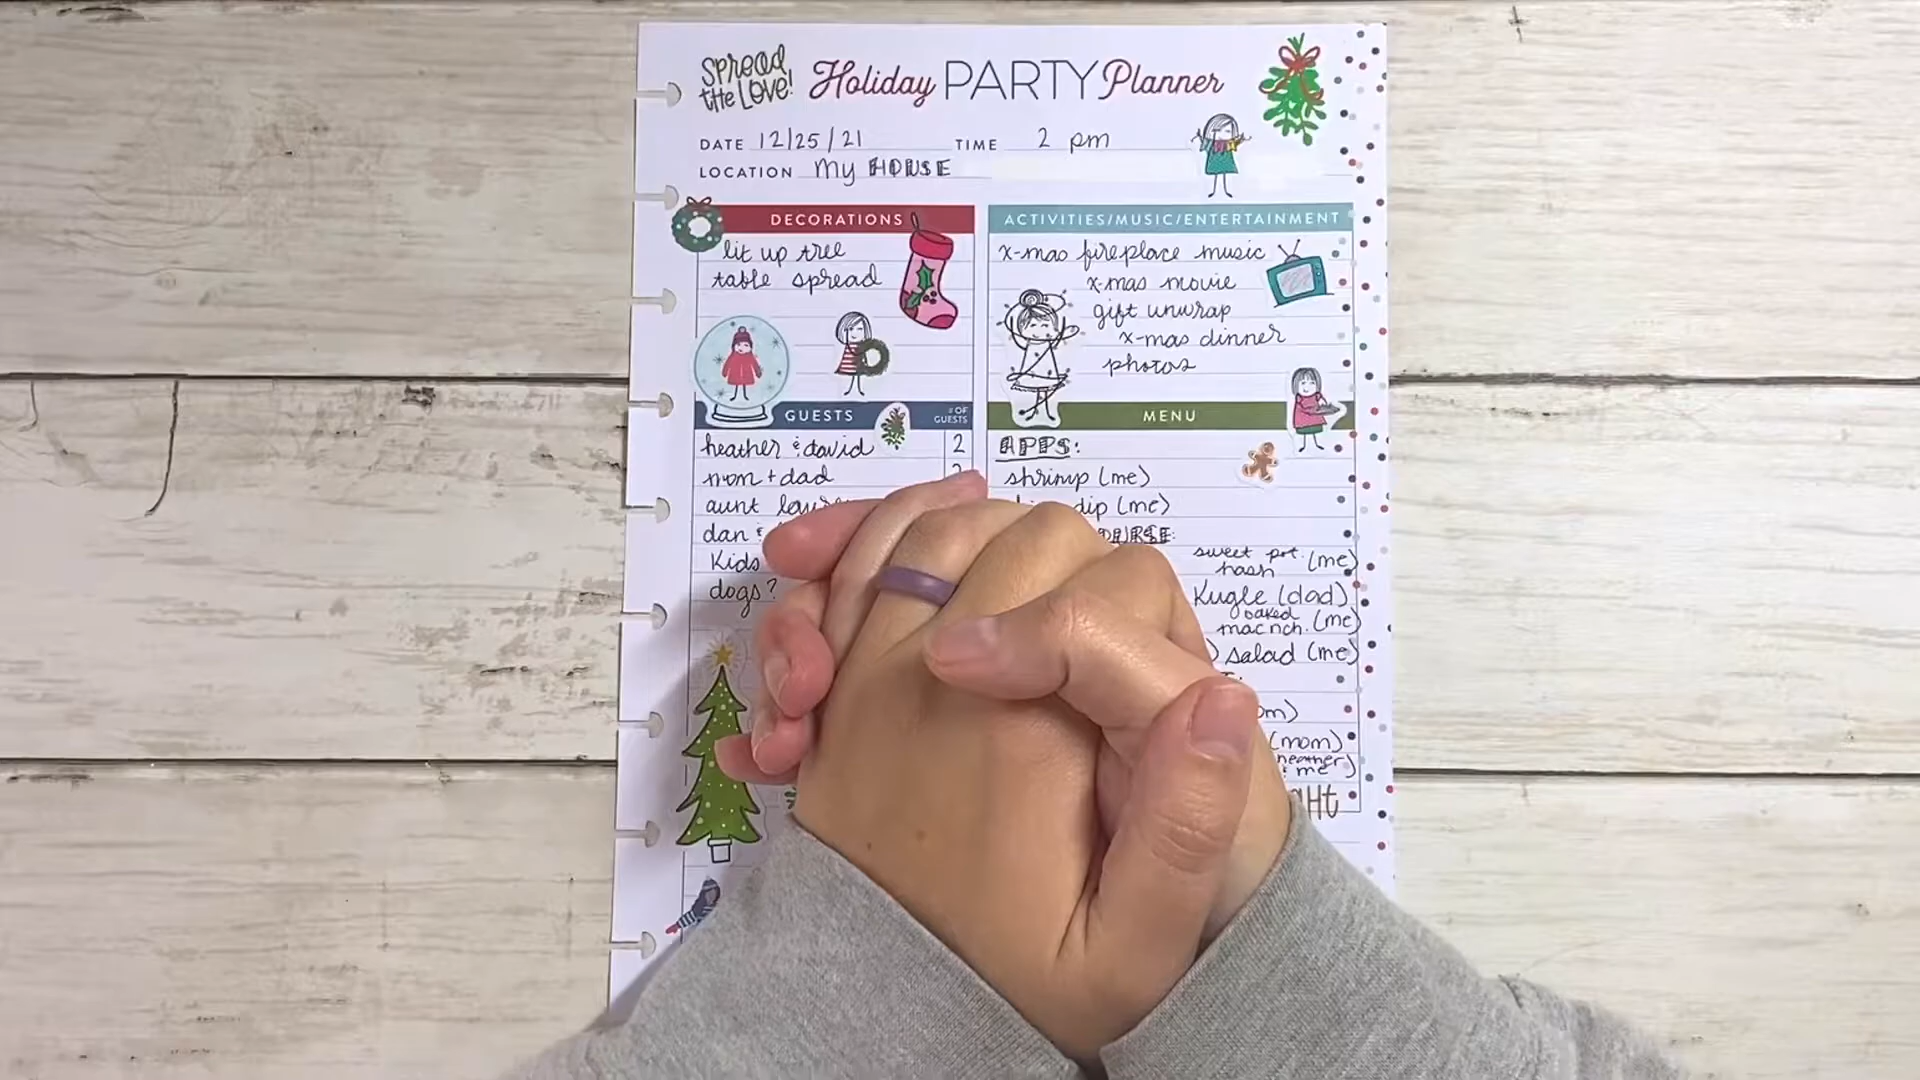 spread
the Love!
Holiday PARTY Planner
DATE 12/25/21 TIME 2 pm
LOCATION my HOUSE
DECORATIONS
lit up tree
table spread
ACTIVITIES/MUSIC/ENTERTAINMENT
x-mas fireplace music
x-mas movie
gift unwrap
x-mas dinner
photos
GUESTS # OF GUESTS
heather & david 2
mom + dad
aunt
dan &
Kids
dogs?
MENU
APPS:
shrimp (me)
dip (me)
sweet pot. hash (me)
Kugle (dad)
baked mac n ch. (me)
salad (me)
(mom)
heather & me)